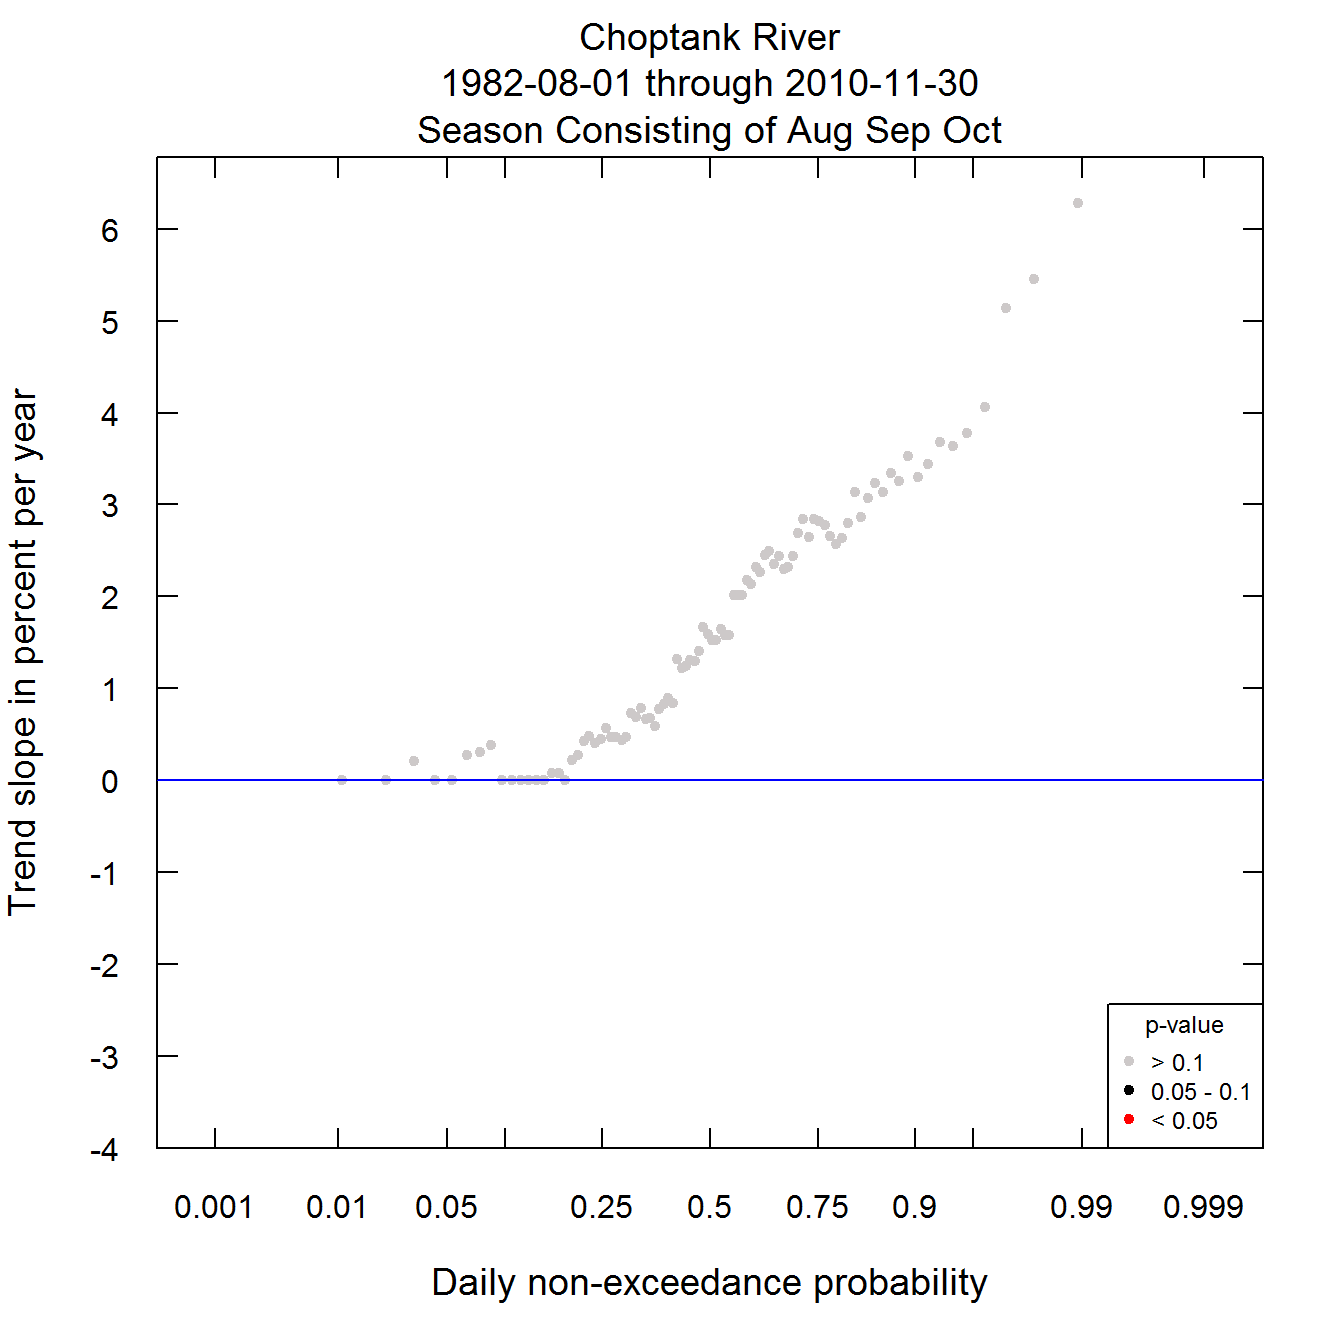 Choptank River
1982-08-01 through 2010-11-30
Season Consisting of Aug Sep Oct
Trend slope in percent per year
6
5
4
3
2
1
0
-1
-2
-3
-4
p-value
> 0.1
0.05 - 0.1
< 0.05
0.001 0.01 0.05 0.25 0.5 0.75 0.9 0.99 0.999
Daily non-exceedance probability